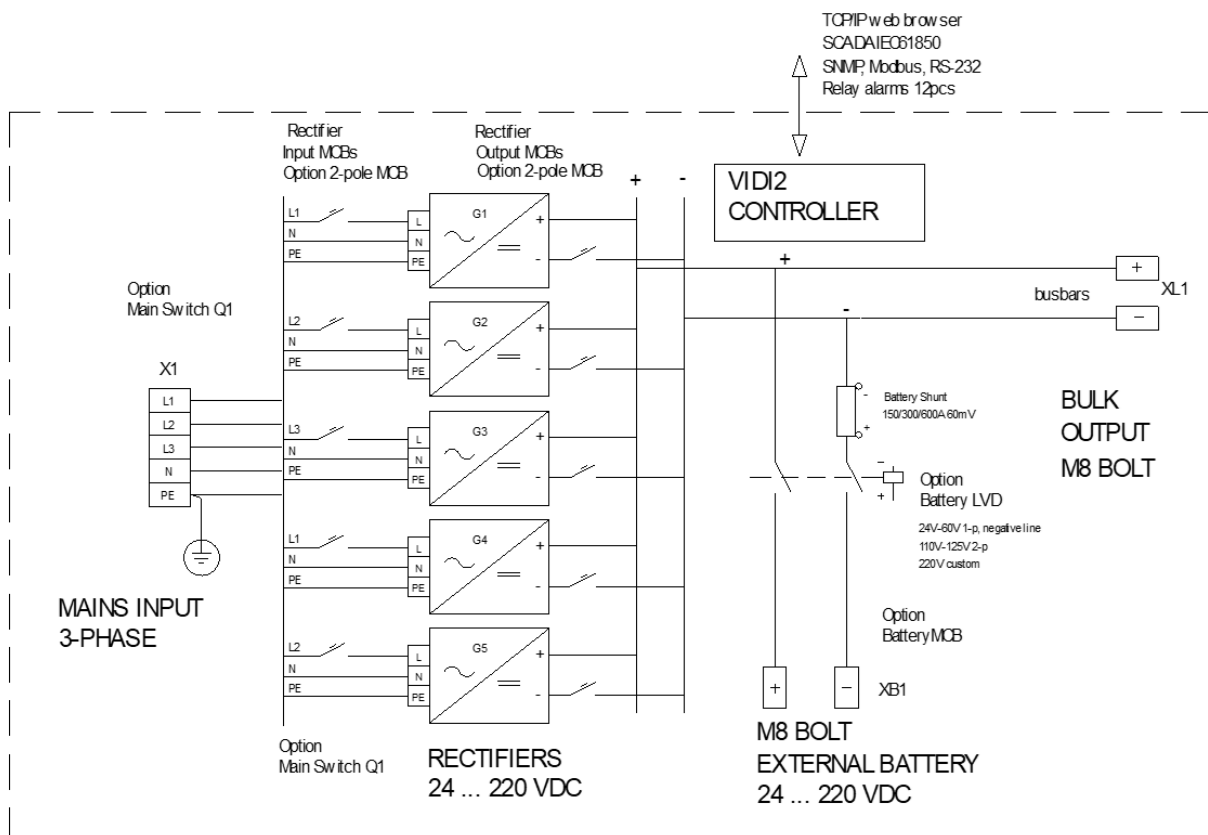 TCP/IP web browser
SCADAIEC61850
SNMP, Modbus, RS-232
Relay alarms 12pcs
Rectifier
Input MCBs
Option 2-pole MCB
Rectifier
Output MCBs
Option 2-pole MCB
+
-
VIDI2
CONTROLLER
L1
N
PE
L
N
PE
G1
+
-
+
+
XL1
busbars
-
−
Option
Main Switch Q1
L2
N
PE
L
N
PE
G2
+
-
X1
L1
L2
L3
N
PE
L3
N
PE
L
N
PE
G3
+
-
Battery Shunt
150/300/600A 60mV
-
+
BULK
OUTPUT
M8 BOLT
Option
Battery LVD
−
+
24V-60V 1-p, negative line
110V-125V 2-p
220V custom
L1
N
PE
L
N
PE
G4
+
-
MAINS INPUT
3-PHASE
Option
Battery MCB
L2
N
PE
L
N
PE
G5
+
-
+
−
XB1
Option
Main Switch Q1
RECTIFIERS
24 ... 220 VDC
M8 BOLT
EXTERNAL BATTERY
24 ... 220 VDC